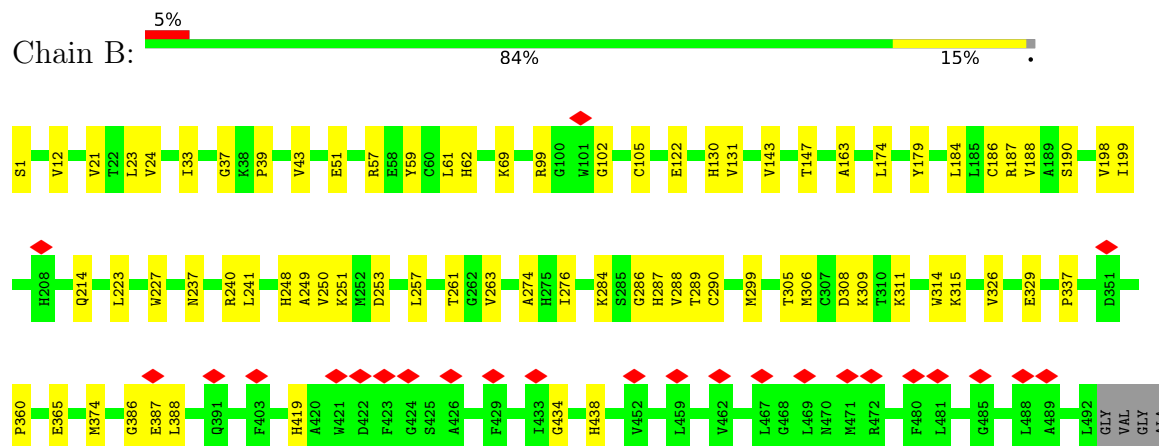 5%
Chain B:
84% 15% •
S1 V12 V21 T22 L23 V24 I33 G37 K38 P39 V43 E51 R57 E58 Y59 C60 L61 H62 K69 R99 G100 W101 G102 C105 E122 H130 V131 V143 T147 A163 L174 Y179 L184 L185 C186 R187 V188 A189 S190 V198 I199
H208 Q214 L223 W227 N237 R240 L241 H248 A249 V250 K251 M252 D253 L257 T261 G262 V263 A274 H275 I276 K284 S285 G286 H287 V288 T289 C290 M299 T305 M306 C307 D308 K309 T310 K311 W314 K315 V326 E329 P337 D351
P360 E365 M374 G386 E387 L388 Q391 F403 H419 A420 W421 D422 F423 G424 S425 A426 F429 I433 G434 H438 V452 L459 V462 L467 G468 L469 N470 M471 R472 F480 L481 G485 L488 A489 L492 GLY VAL GLY